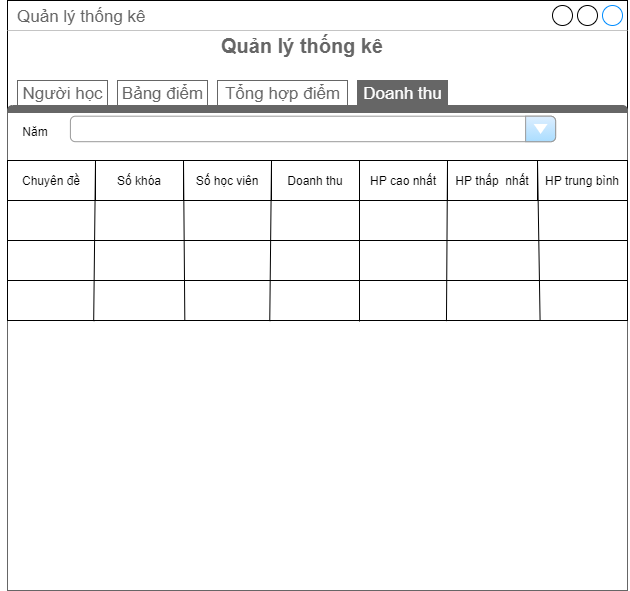 Quản lý thống kê
Quản lý thống kê
Người học Bảng điểm Tổng hợp điểm Doanh thu
Năm
Chuyên đề Số khóa Số học viên Doanh thu HP cao nhất HP thấp nhất HP trung bình